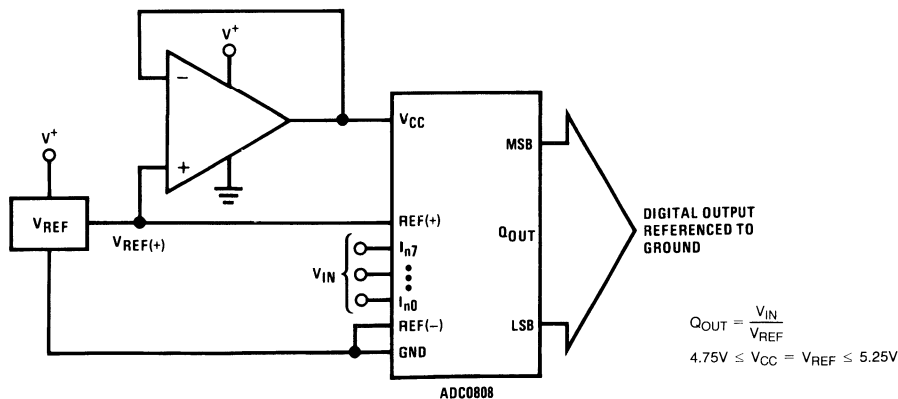 V+
V+
−
+
VREF
VREF(+)
VCC
MSB
REF(+)
QOUT
VIN
In7
In0
REF(−)
GND
LSB
DIGITAL OUTPUT
REFERENCED TO
GROUND
ADC0808
QOUT = VIN / VREF
4.75V ≤ VCC = VREF ≤ 5.25V